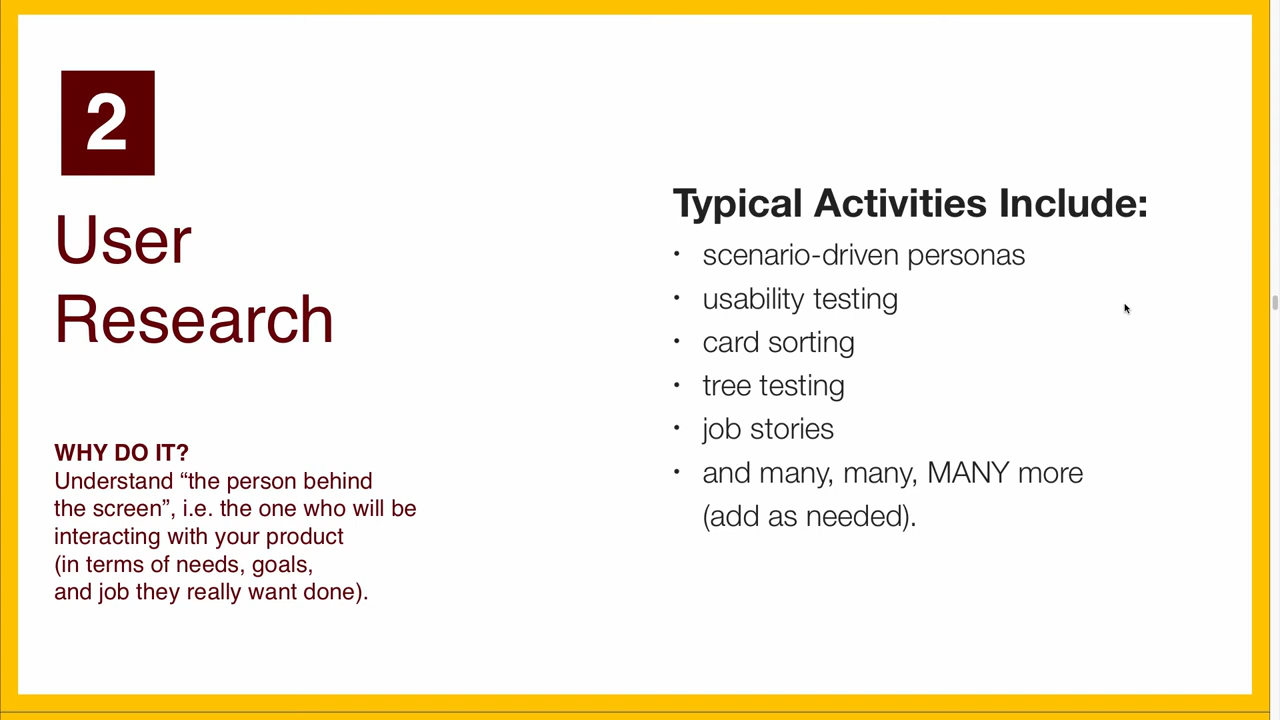 2
User
Research
WHY DO IT?
Understand “the person behind
the screen”, i.e. the one who will be
interacting with your product
(in terms of needs, goals,
and job they really want done).
Typical Activities Include:
• scenario-driven personas
• usability testing
• card sorting
• tree testing
• job stories
• and many, many, MANY more
(add as needed).